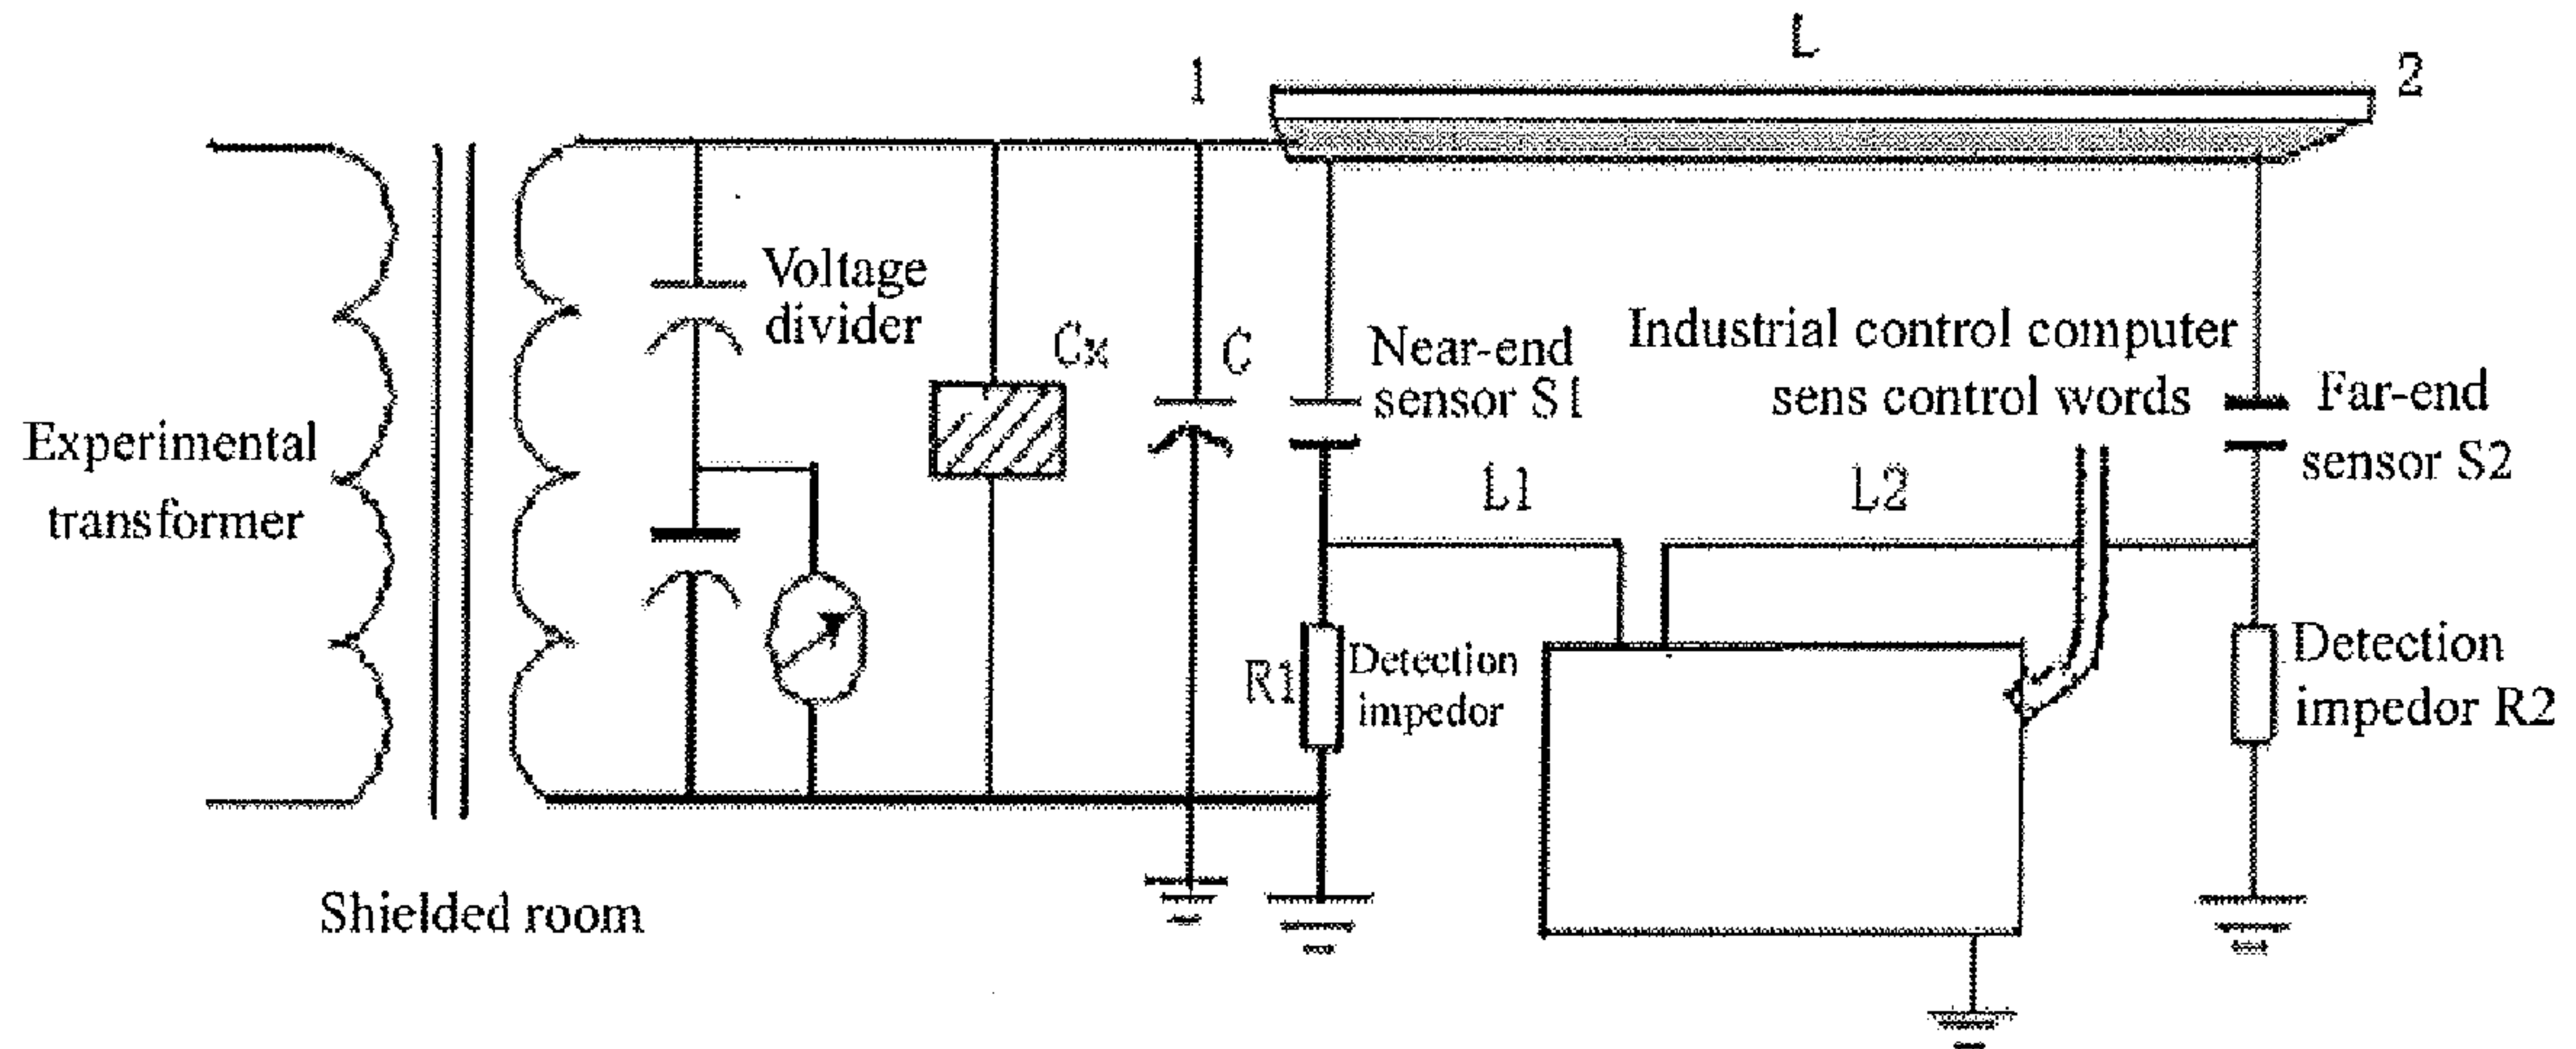 L
1
2
Voltage
divider
Cx
C
Near-end
sensor S1
Industrial control computer
sens control words
Far-end
sensor S2
Experimental
transformer
L1
L2
R1
Detection
impedor
Detection
impedor R2
Shielded room